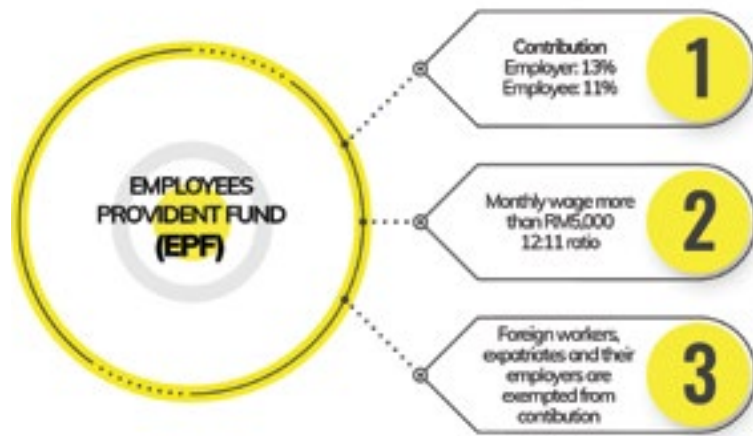 EMPLOYEES
PROVIDENT FUND
(EPF)
Contribution
Employer: 13%
Employee: 11%
1
Monthly wage more
than RM5,000
12:11 ratio
2
Foreign workers,
expatriates and their
employers are
exempted from
contibution
3